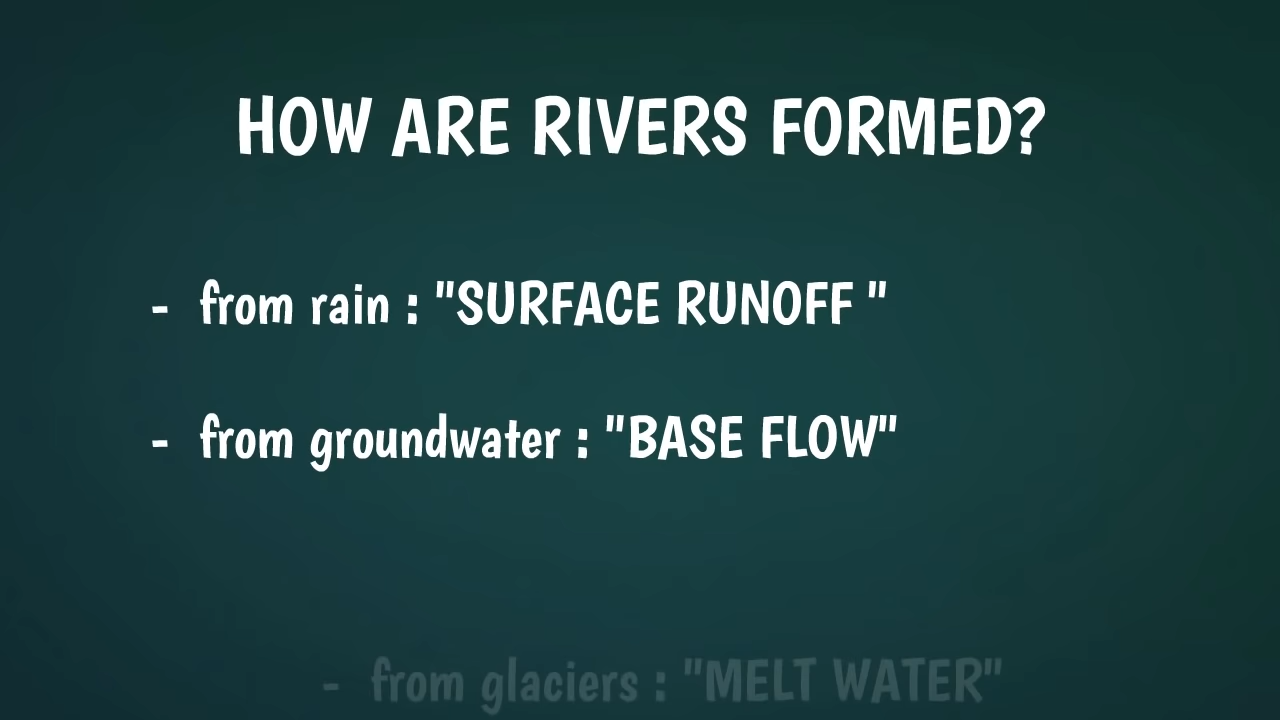 HOW ARE RIVERS FORMED?
- from rain : "SURFACE RUNOFF "
- from groundwater : "BASE FLOW"
- from glaciers : "MELT WATER"